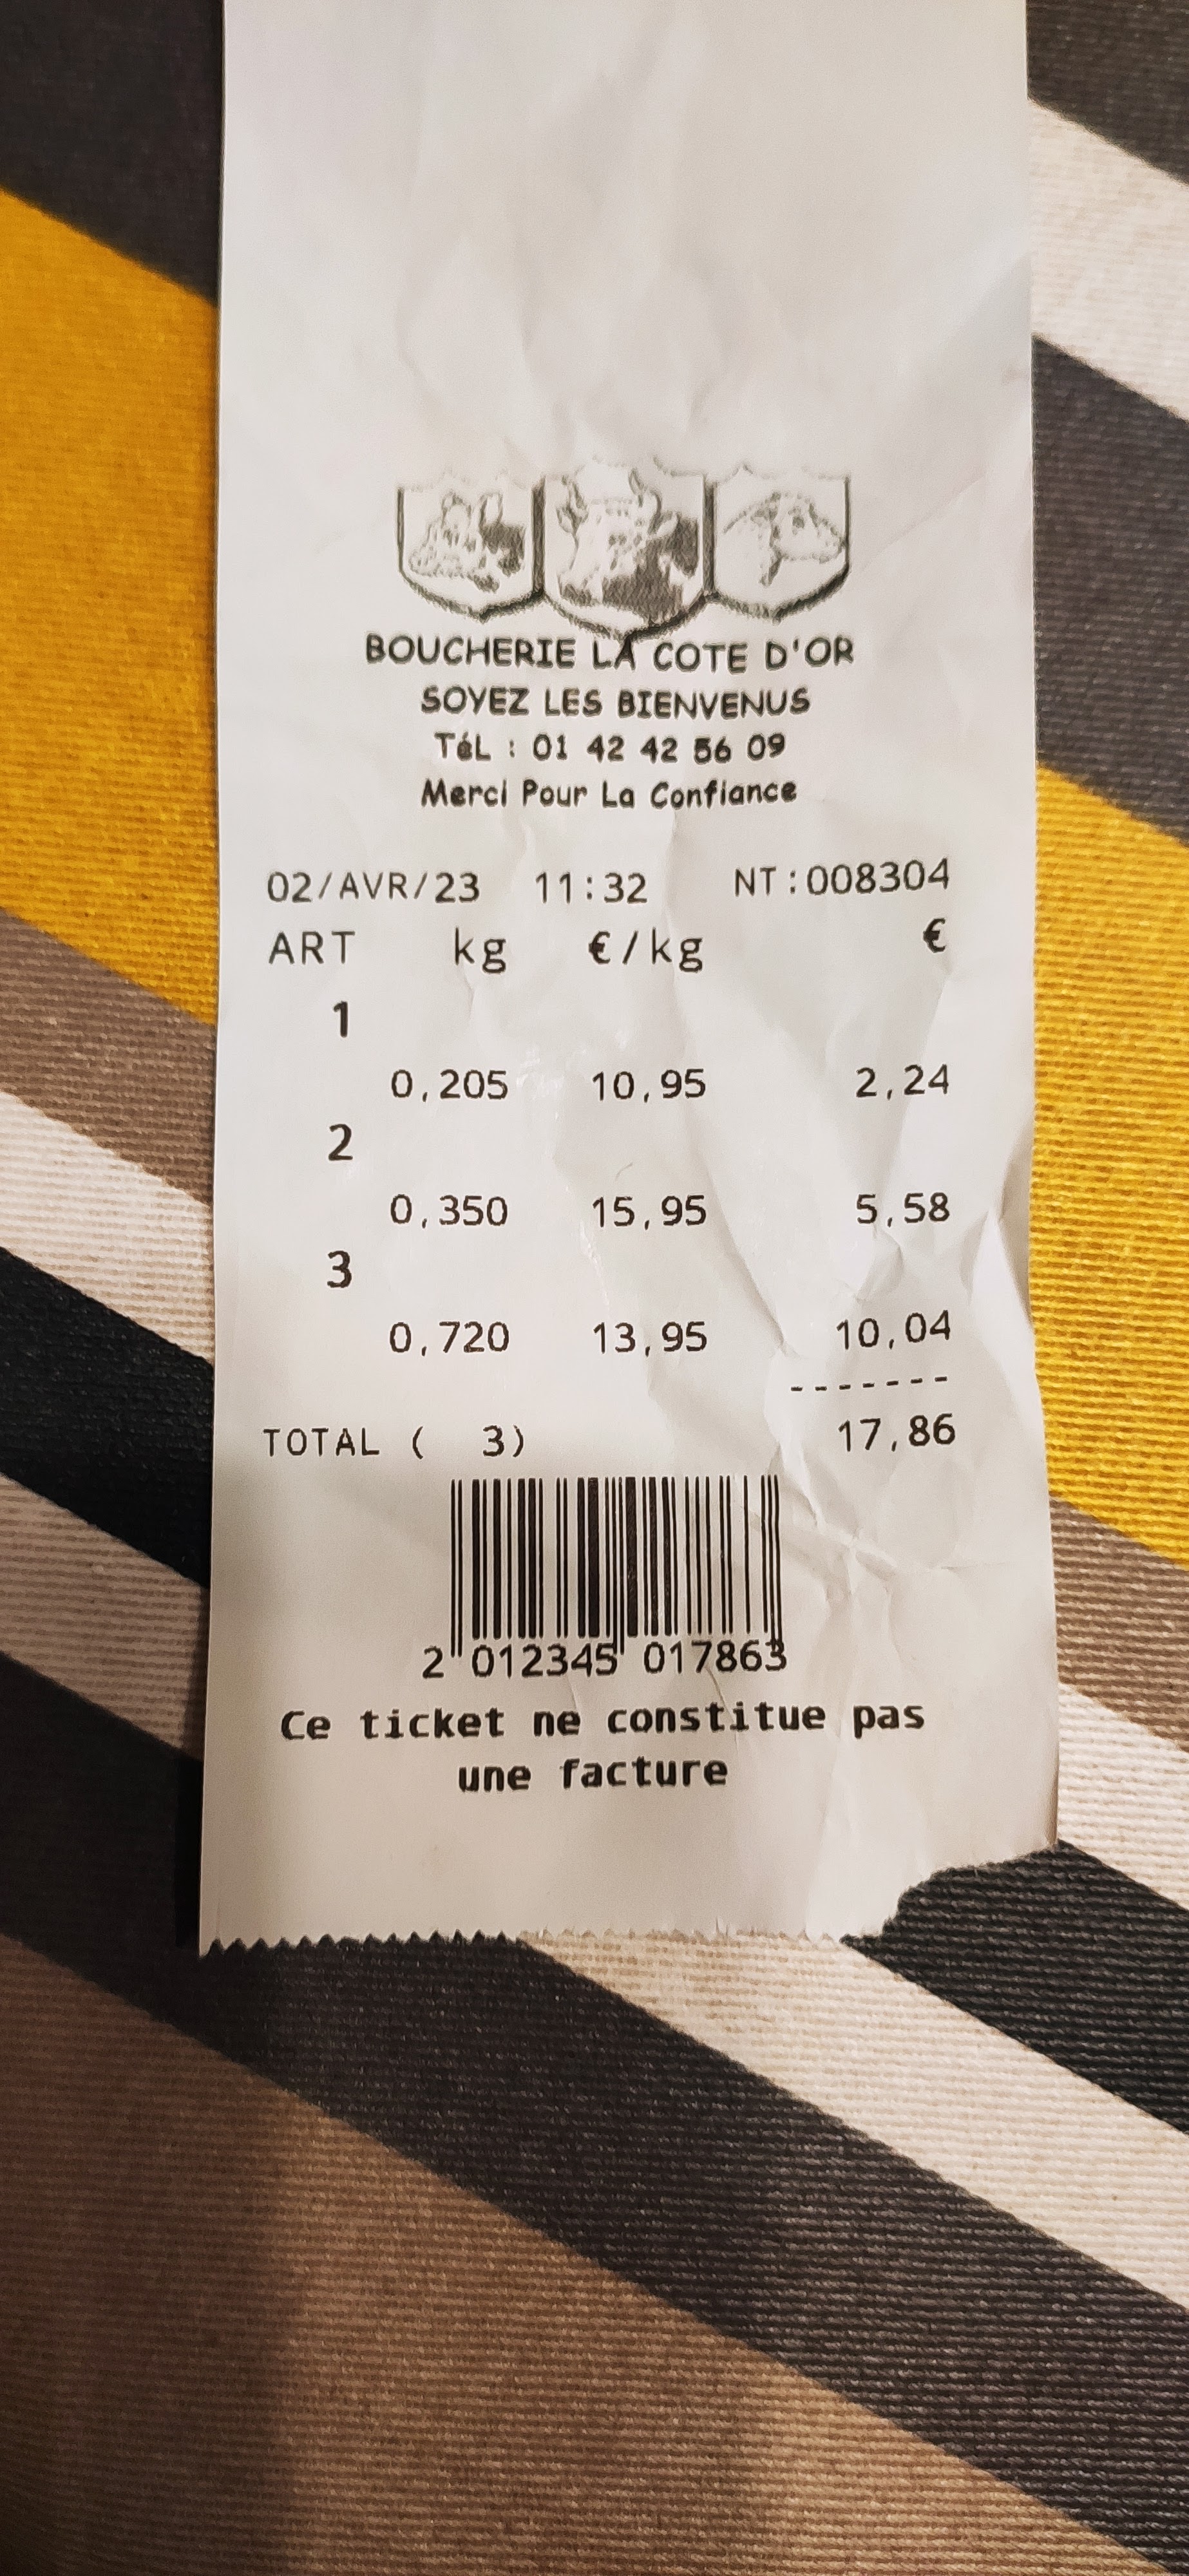 BOUCHERIE LA COTE D'OR
SOYEZ LES BIENVENUS
TéL : 01 42 42 56 09
Merci Pour La Confiance
02/AVR/23 11:32 NT:008304
ART kg €/kg €
1
0,205 10,95 2,24
2
0,350 15,95 5,58
3
0,720 13,95 10,04
-------
TOTAL ( 3) 17,86
2 012345 017863
Ce ticket ne constitue pas
une facture